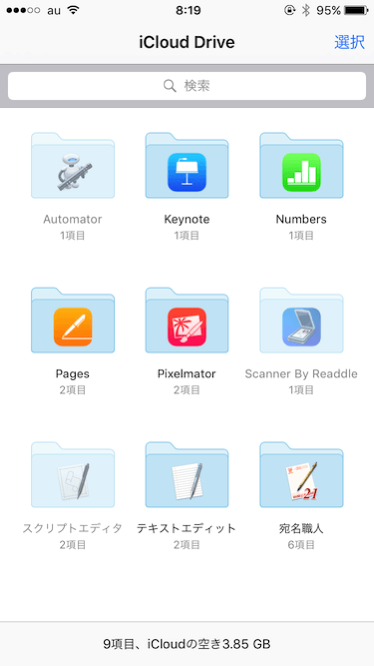 au 8:19 95%
iCloud Drive 選択
検索
Automator Keynote Numbers
1項目 1項目 1項目
Pages Pixelmator Scanner By Readdle
2項目 2項目 1項目
スクリプトエディタ テキストエディット 宛名職人
2項目 2項目 6項目
9項目、iCloudの空き3.85 GB